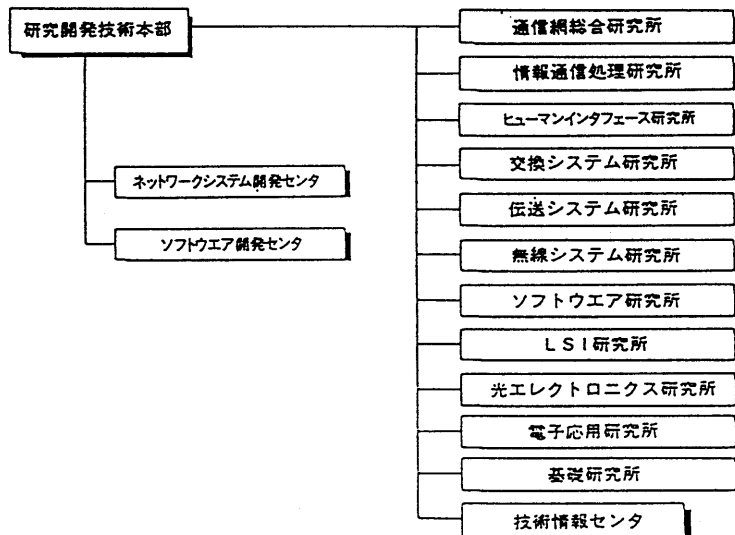 研究開発技術本部
ネットワークシステム開発センタ
ソフトウエア開発センタ
通信網総合研究所
情報通信処理研究所
ヒューマンインタフェース研究所
交換システム研究所
伝送システム研究所
無線システム研究所
ソフトウエア研究所
LSI研究所
光エレクトロニクス研究所
電子応用研究所
基礎研究所
技術情報センタ